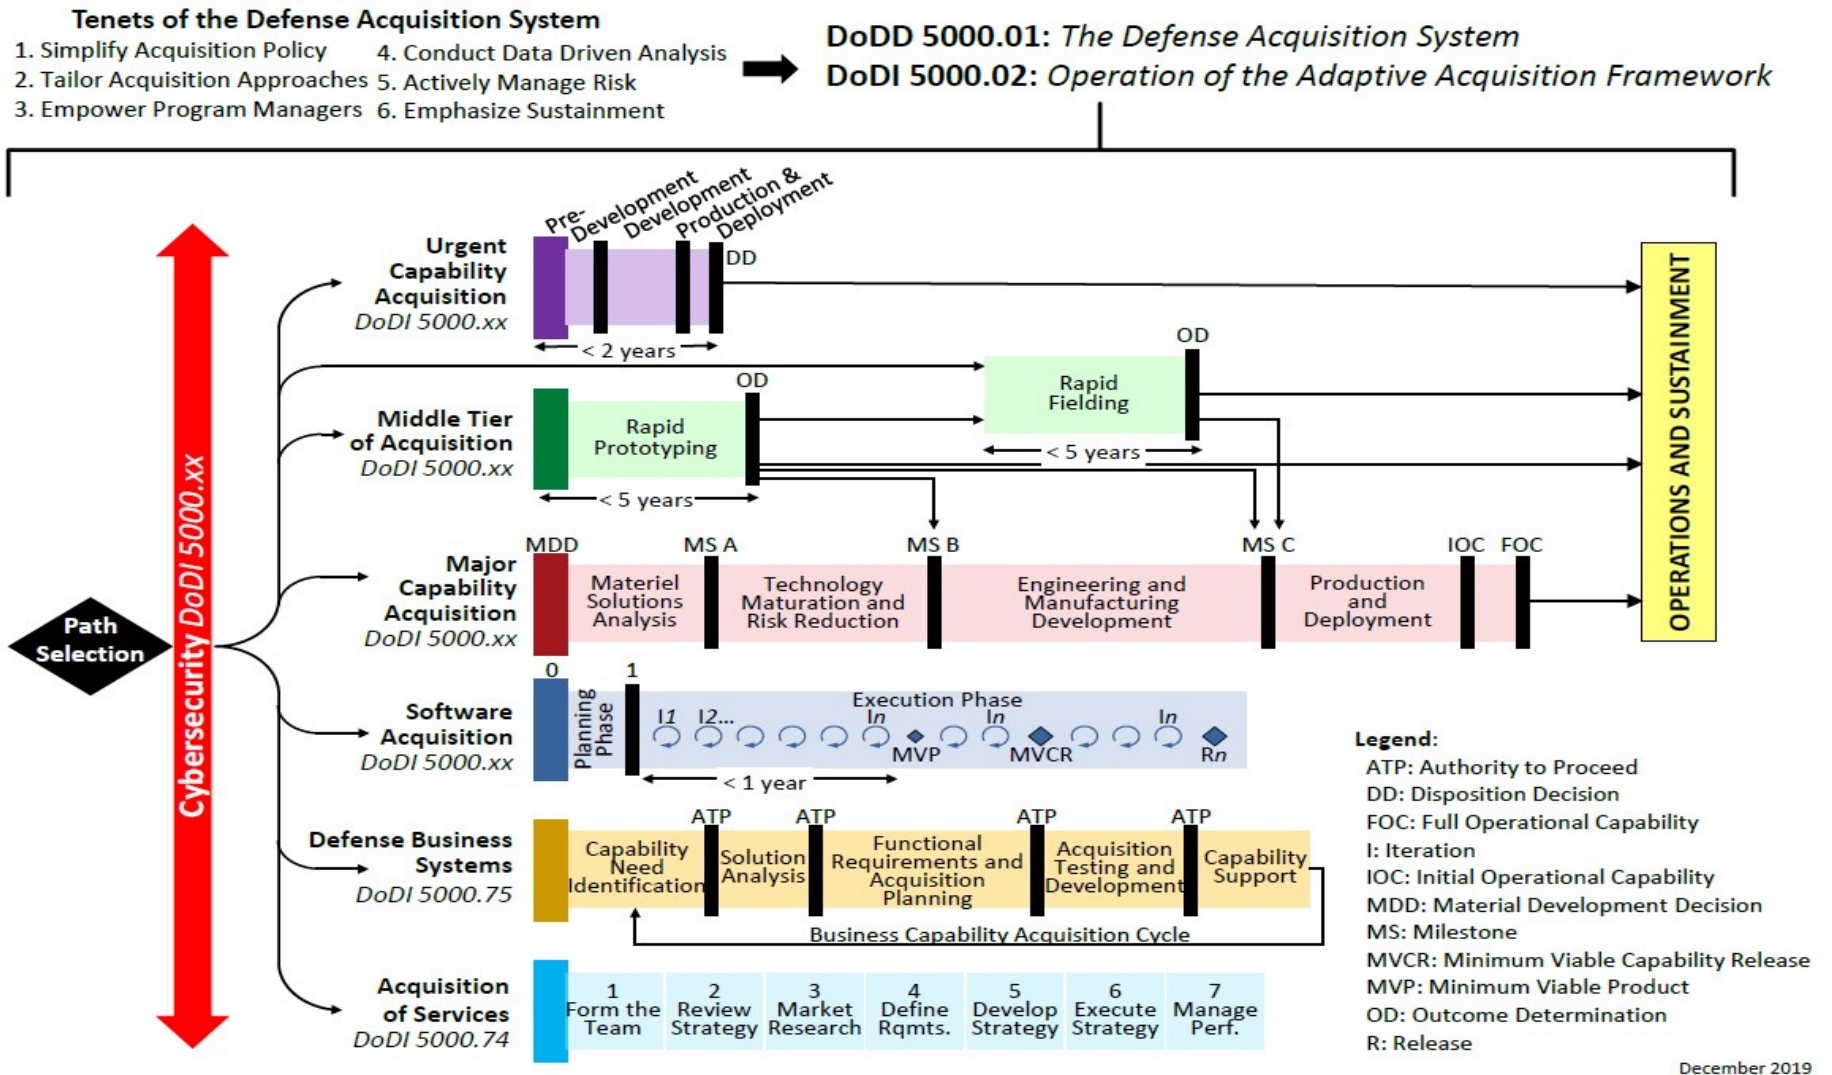 Tenets of the Defense Acquisition System
1. Simplify Acquisition Policy
2. Tailor Acquisition Approaches
3. Empower Program Managers
4. Conduct Data Driven Analysis
5. Actively Manage Risk
6. Emphasize Sustainment
DoDD 5000.01: The Defense Acquisition System
DoDI 5000.02: Operation of the Adaptive Acquisition Framework
Path
Selection
Cybersecurity DoDI 5000.xx
Urgent
Capability
Acquisition
DoDI 5000.xx
Pre-
Development
Development
Production &
Deployment
DD
< 2 years
Middle Tier
of Acquisition
DoDI 5000.xx
Rapid
Prototyping
OD
< 5 years
Rapid
Fielding
OD
< 5 years
Major
Capability
Acquisition
DoDI 5000.xx
MDD
MS A
MS B
MS C
IOC
FOC
Materiel
Solutions
Analysis
Technology
Maturation and
Risk Reduction
Engineering and
Manufacturing
Development
Production
and
Deployment
OPERATIONS AND SUSTAINMENT
Software
Acquisition
DoDI 5000.xx
0
1
Planning
Phase
Execution Phase
I1
I2...
In
In
In
MVP
MVCR
Rn
< 1 year
Defense Business
Systems
DoDI 5000.75
ATP
ATP
ATP
ATP
Capability
Need
Identification
Solution
Analysis
Functional
Requirements and
Acquisition
Planning
Acquisition
Testing and
Development
Capability
Support
Business Capability Acquisition Cycle
Acquisition
of Services
DoDI 5000.74
1
Form the
Team
2
Review
Strategy
3
Market
Research
4
Define
Rqmts.
5
Develop
Strategy
6
Execute
Strategy
7
Manage
Perf.
Legend:
ATP: Authority to Proceed
DD: Disposition Decision
FOC: Full Operational Capability
I: Iteration
IOC: Initial Operational Capability
MDD: Material Development Decision
MS: Milestone
MVCR: Minimum Viable Capability Release
MVP: Minimum Viable Product
OD: Outcome Determination
R: Release
December 2019